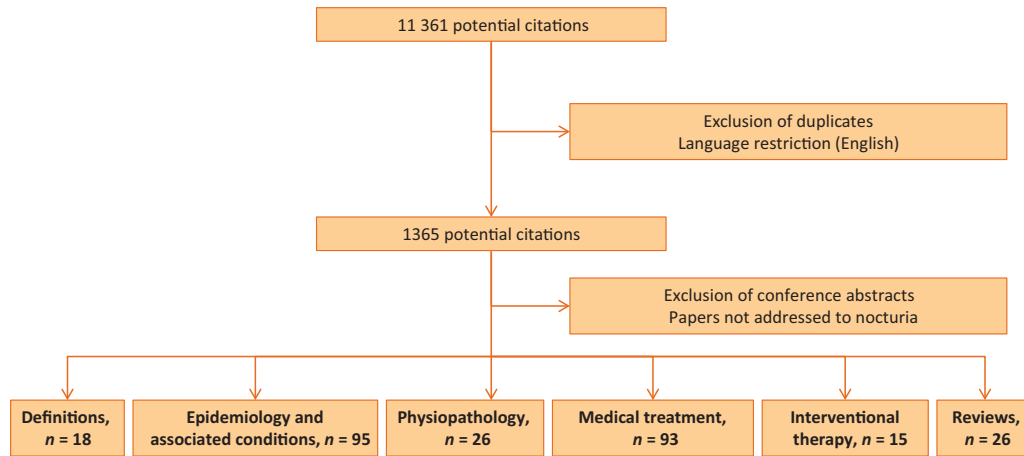 11 361 potential citations
Exclusion of duplicates
Language restriction (English)
1365 potential citations
Exclusion of conference abstracts
Papers not addressed to nocturia
Definitions,
n = 18
Epidemiology and
associated conditions, n = 95
Physiopathology,
n = 26
Medical treatment,
n = 93
Interventional
therapy, n = 15
Reviews,
n = 26